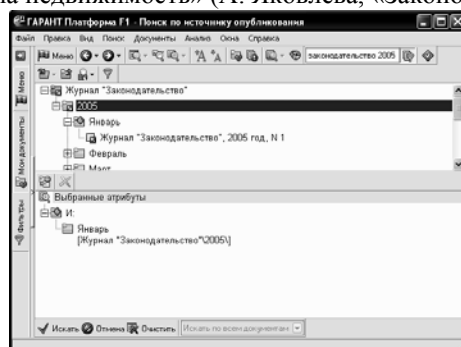 на недвижимость» (А. Яковлева, «Законо
ГАРАНТ Платформа F1 - Поиск по источнику опубликования
Файл Правка Вид Поиск Документы Анализ Окна Справка
Меню законодательство 2005
Журнал "Законодательство"
2005
Январь
Журнал "Законодательство", 2005 год, N 1
Февраль
Март
Меню
Мои документы
Фильтры
Выбранные атрибуты
И:
Январь
[Журнал "Законодательство"\2005\]
Искать Отмена Очистить Искать по всем документам